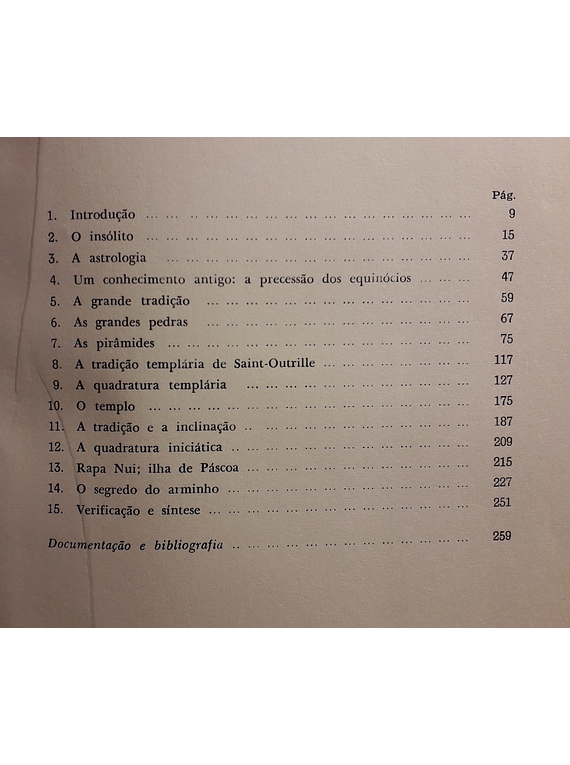 Pág.
1. Introdução ... ... .. ... ... ... ... ... ... ... ... ... ... ... ... ... ... 9
2. O insólito ... ... ... ... ... ... ... ... ... ... ... ... ... ... ... ... ... 15
3. A astrologia ... ... ... ... ... ... ... ... ... ... ... ... ... ... ... ... 37
4. Um conhecimento antigo: a precessão dos equinócios ... ... ... 47
5. A grande tradição ... ... ... ... ... ... ... ... ... ... ... ... ... ... 59
6. As grandes pedras ... ... ... ... ... ... ... ... ... ... ... ... ... ... 67
7. As pirâmides ... ... ... ... ... ... ... ... ... ... ... ... ... ... ... ... 75
8. A tradição templária de Saint-Outrille ... ... ... ... ... ... ... ... 117
9. A quadratura templária ... ... ... ... ... ... ... ... ... ... ... ... 127
10. O templo ... ... ... ... ... ... ... ... ... ... ... ... ... ... ... ... ... 175
11. A tradição e a inclinação .. ... ... ... ... ... ... ... ... ... ... ... 187
12. A quadratura iniciática .. ... ... ... ... ... ... ... ... ... ... ... ... 209
13. Rapa Nui; ilha de Páscoa ... ... ... ... ... ... ... ... ... ... ... ... 215
14. O segredo do arminho ... ... ... ... ... ... ... ... ... ... ... ... ... 227
15. Verificação e síntese ... ... ... ... ... ... ... ... ... ... ... ... ... ... 251
Documentação e bibliografia .. ... ... ... ... ... ... ... ... ... ... ... ... 259